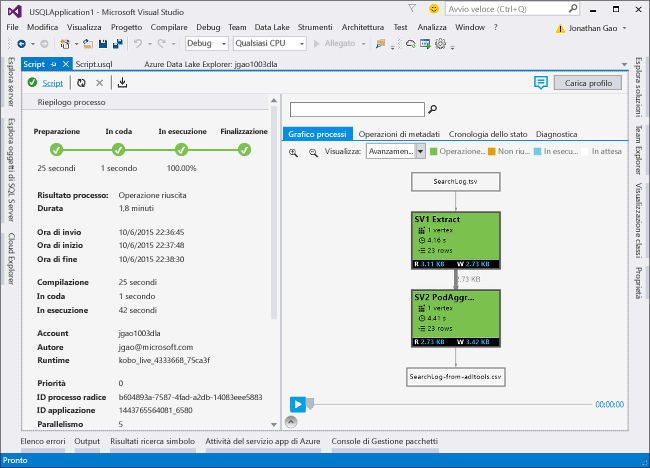 USQLApplication1 - Microsoft Visual Studio
Avvio veloce (Ctrl+Q)
File Modifica Visualizza Progetto Compilare Debug Team Data Lake Strumenti Architettura Test Analizza Finestra ?
Jonathan Gao
Debug Qualsiasi CPU Allegato
Script Script.usql Azure Data Lake Explorer: jgao1003dla
Script
Carica profilo
Esplora server
Esplora oggetti di SQL Server
Cloud Explorer
Riepilogo processo
Preparazione In coda In esecuzione Finalizzazione
25 secondi 1 secondo 100.00%
Risultato processo: Operazione riuscita
Durata 1,8 minuti
Ora di invio 10/6/2015 22:36:45
Ora di inizio 10/6/2015 22:37:48
Ora di fine 10/6/2015 22:38:30
Compilazione 25 secondi
In coda 1 secondo
In esecuzione 42 secondi
Account jgao1003dla
Autore jgao@microsoft.com
Runtime kobo_live_4333668_75ca3f
Priorità 0
ID processo radice b604893a-7587-4fad-a2db-14083eee5883
ID applicazione 1443765564081_6580
Parallelismo 5
Grafico processi Operazioni di metadati Cronologia dello stato Diagnostica
Visualizza: Avanzamen... Operazione... Non riu... In esecu... In attesa
SearchLog.tsv
SV1 Extract
1 vertex
4.16 s
23 rows
R 3.11 KB W 2.73 KB
2.73 KB
SV2 PodAggr...
1 vertex
4.41 s
23 rows
R 2.73 KB W 3.42 KB
SearchLog-from-adltools.csv
00:00:00
Esplora soluzioni
Team Explorer
Visualizzazione classi
Proprietà
Elenco errori Output Risultati ricerca simbolo Attività del servizio app di Azure Console di Gestione pacchetti
Pronto